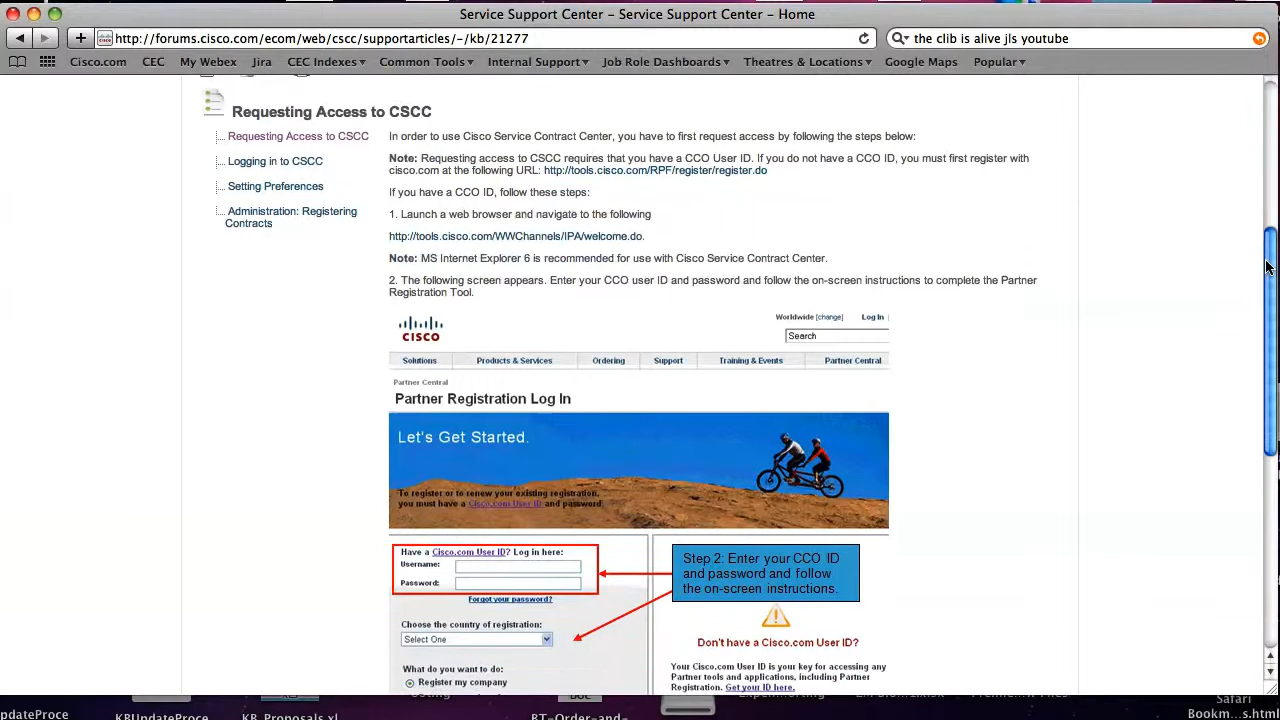 Service Support Center – Service Support Center – Home
http://forums.cisco.com/ecom/web/cscc/supportarticles/-/kb/21277
the clib is alive jls youtube
Cisco.com CEC My Webex Jira CEC Indexes Common Tools Internal Support Job Role Dashboards Theatres & Locations Google Maps Popular
Requesting Access to CSCC
Requesting Access to CSCC
Logging in to CSCC
Setting Preferences
Administration: Registering
Contracts
In order to use Cisco Service Contract Center, you have to first request access by following the steps below:
Note: Requesting access to CSCC requires that you have a CCO User ID. If you do not have a CCO ID, you must first register with
cisco.com at the following URL: http://tools.cisco.com/RPF/register/register.do
If you have a CCO ID, follow these steps:
1. Launch a web browser and navigate to the following
http://tools.cisco.com/WWChannels/IPA/welcome.do.
Note: MS Internet Explorer 6 is recommended for use with Cisco Service Contract Center.
2. The following screen appears. Enter your CCO user ID and password and follow the on-screen instructions to complete the Partner
Registration Tool.
CISCO
Worldwide [change] Log In
Search
Solutions Products & Services Ordering Support Training & Events Partner Central
Partner Central
Partner Registration Log In
Let's Get Started.
To register or to renew your existing registration,
you must have a Cisco.com User ID and password.
Have a Cisco.com User ID? Log in here:
Username:
Password:
Forgot your password?
Choose the country of registration:
Select One
What do you want to do:
Register my company
Step 2: Enter your CCO ID
and password and follow
the on-screen instructions.
Don't have a Cisco.com User ID?
Your Cisco.com User ID is your key for accessing any
Partner tools and applications, including Partner
Registration. Get your ID here.
Safari
pdateProce KBUpdateProce KB_Proposals.xl BT-Order-and- Bookm...s.html